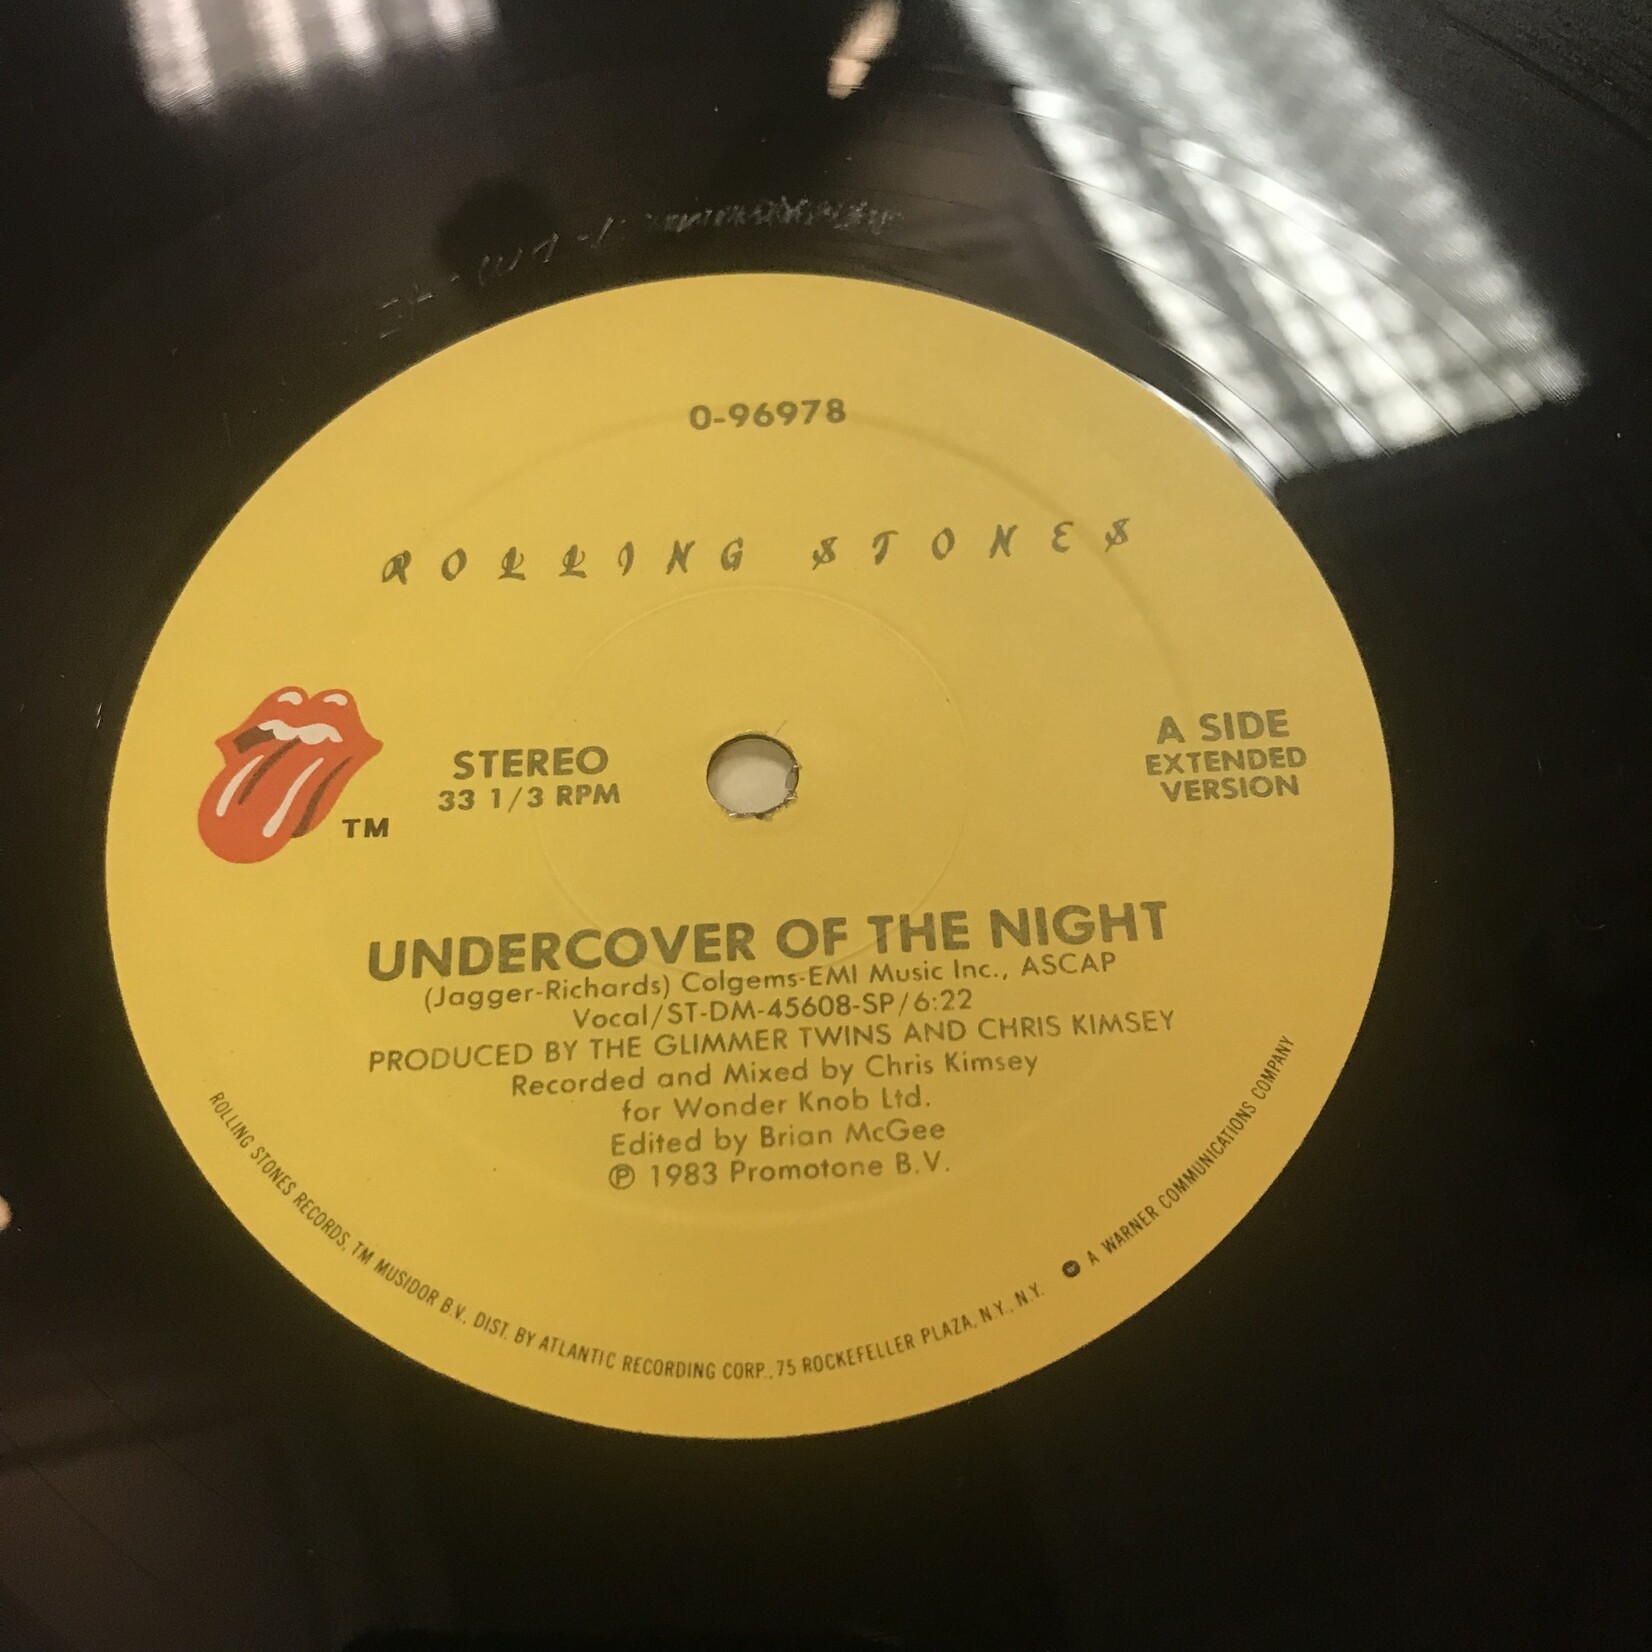 0-96978
ROLLING STONES
STEREO
33 1/3 RPM
TM
A SIDE
EXTENDED
VERSION
UNDERCOVER OF THE NIGHT
(Jagger-Richards) Colgems-EMI Music Inc., ASCAP
Vocal/ST-DM-45608-SP/6:22
PRODUCED BY THE GLIMMER TWINS AND CHRIS KIMSEY
Recorded and Mixed by Chris Kimsey
for Wonder Knob Ltd.
Edited by Brian McGee
℗ 1983 Promotone B.V.
ROLLING STONES RECORDS, TM MUSIDOR B.V., DIST. BY ATLANTIC RECORDING CORP., 75 ROCKEFELLER PLAZA, N.Y., N.Y. A WARNER COMMUNICATIONS COMPANY